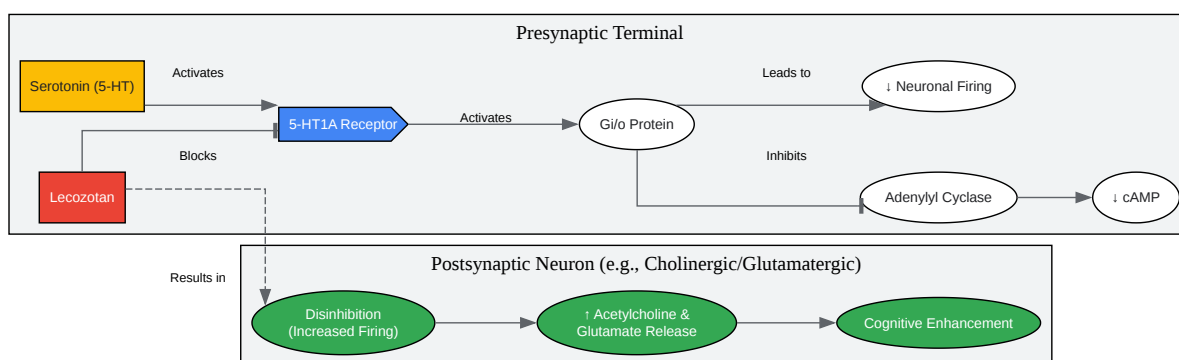 Presynaptic Terminal
Serotonin (5-HT)
Activates
5-HT1A Receptor
Activates
Gi/o Protein
Leads to
↓ Neuronal Firing
Blocks
Lecozotan
Inhibits
Adenylyl Cyclase
↓ cAMP
Results in
Postsynaptic Neuron (e.g., Cholinergic/Glutamatergic)
Disinhibition
(Increased Firing)
↑ Acetylcholine &
Glutamate Release
Cognitive Enhancement